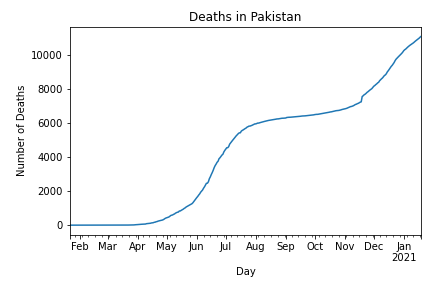 Deaths in Pakistan
Number of Deaths
10000
8000
6000
4000
2000
0
Feb Mar Apr May Jun Jul Aug Sep Oct Nov Dec Jan
2021
Day